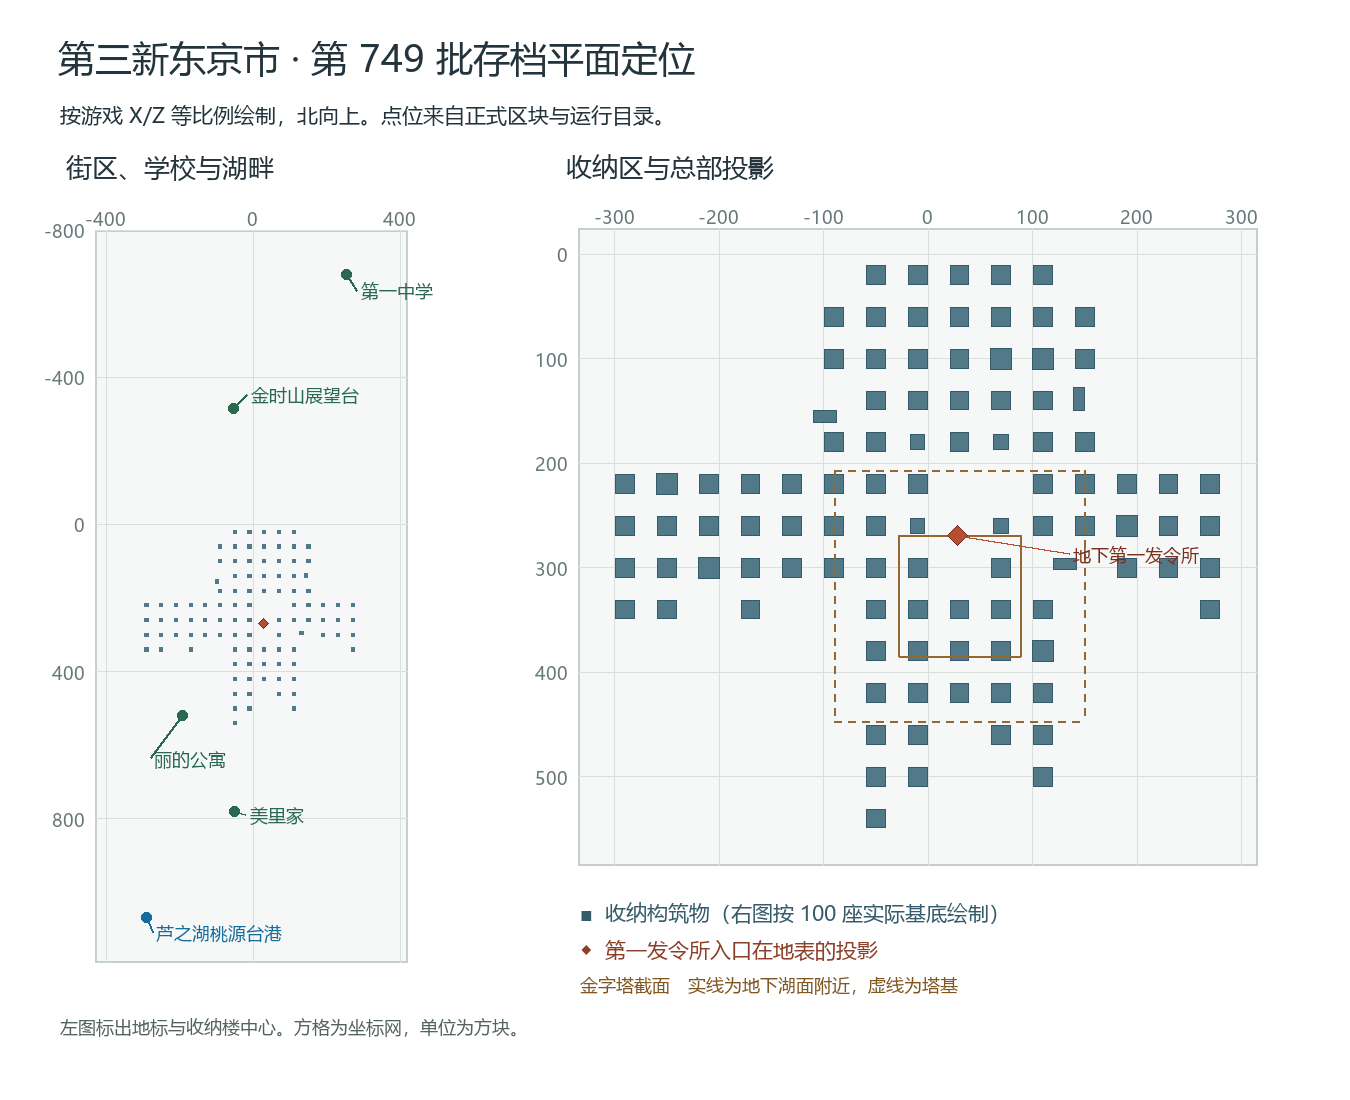 第三新东京市 · 第 749 批存档平面定位
按游戏 X/Z 等比例绘制，北向上。点位来自正式区块与运行目录。
街区、学校与湖畔
-400 0 400
-800
-400
0
400
800
第一中学
金时山展望台
丽的公寓
美里家
芦之湖桃源台港
收纳区与总部投影
-300 -200 -100 0 100 200 300
0
100
200
300
400
500
地下第一发令所
收纳构筑物（右图按 100 座实际基底绘制）
第一发令所入口在地表的投影
金字塔截面 实线为地下湖面附近，虚线为塔基
左图标出地标与收纳楼中心。方格为坐标网，单位为方块。